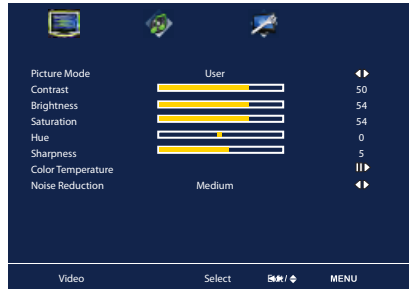 Picture Mode User
Contrast 50
Brightness 54
Saturation 54
Hue 0
Sharpness 5
Color Temperature
Noise Reduction Medium
Video Select / MENU